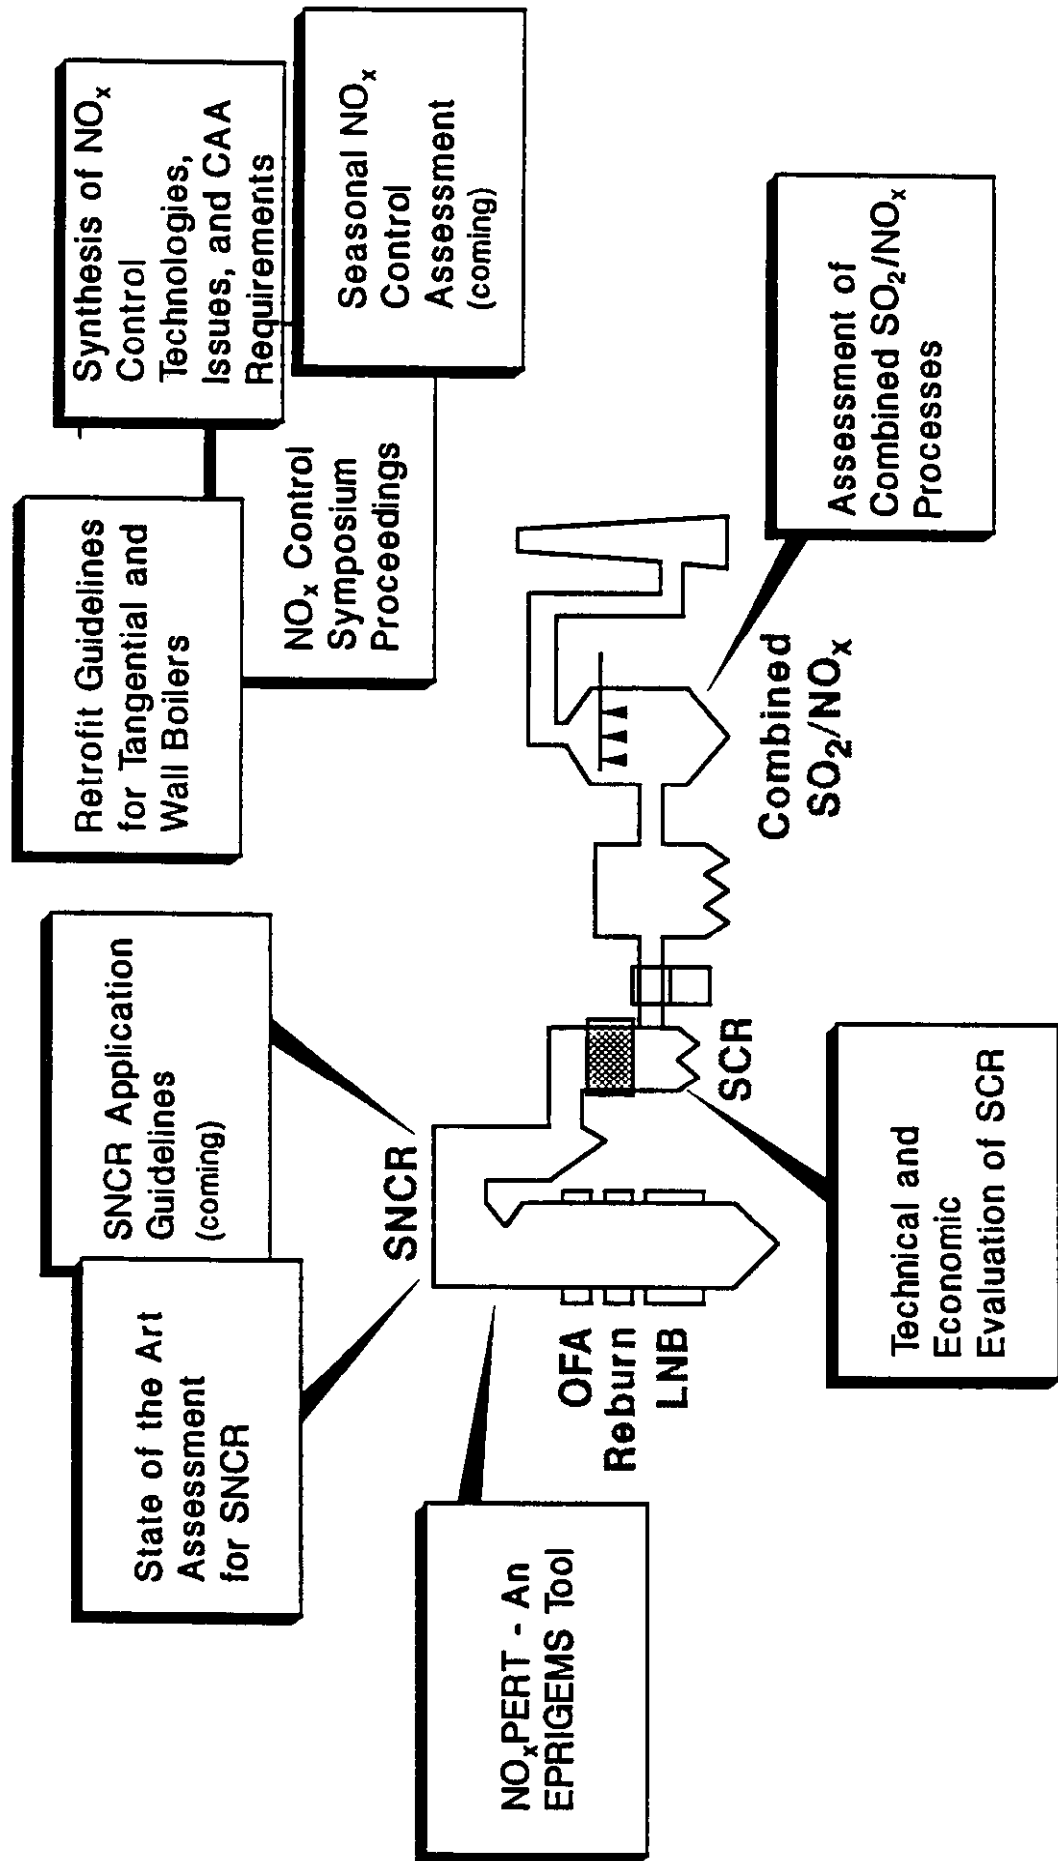 State of the Art
Assessment
for SNCR
SNCR Application
Guidelines
(coming)
Retrofit Guidelines
for Tangential and
Wall Boilers
NOₓ Control
Symposium
Proceedings
Synthesis of NOₓ
Control
Technologies,
Issues, and CAA
Requirements
Seasonal NOₓ
Control
Assessment
(coming)
NOₓPERT - An
EPRIGEMS Tool
SNCR
OFA
Reburn
LNB
SCR
Combined
SO₂/NOₓ
Technical and
Economic
Evaluation of SCR
Assessment of
Combined SO₂/NOₓ
Processes